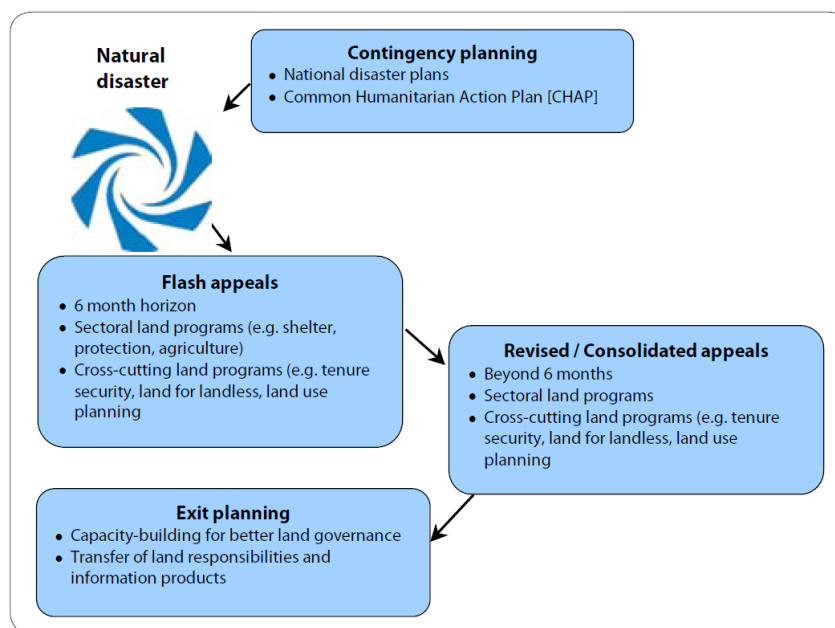 Natural
disaster
Contingency planning
• National disaster plans
• Common Humanitarian Action Plan [CHAP]
Flash appeals
• 6 month horizon
• Sectoral land programs (e.g. shelter,
protection, agriculture)
• Cross-cutting land programs (e.g. tenure
security, land for landless, land use
planning
Revised / Consolidated appeals
• Beyond 6 months
• Sectoral land programs
• Cross-cutting land programs (e.g. tenure
security, land for landless, land use
planning
Exit planning
• Capacity-building for better land governance
• Transfer of land responsibilities and
information products